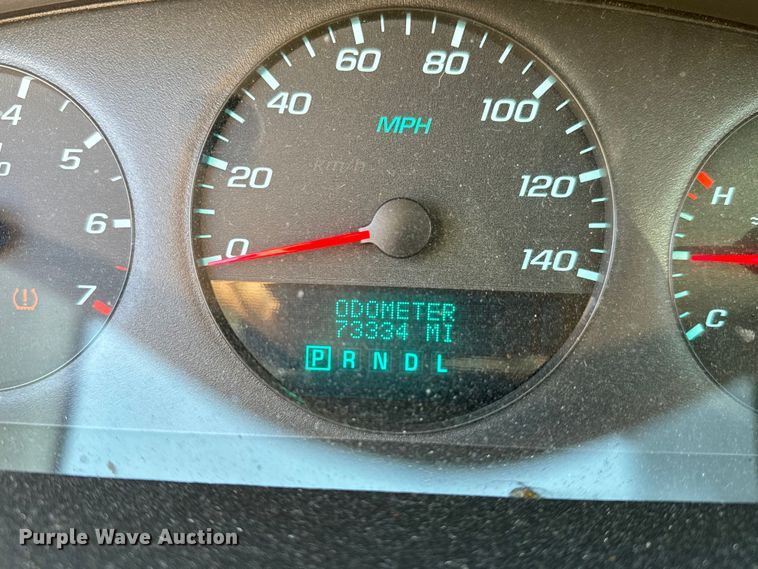 60 80
4 40 100
MPH
5
km/h
20 120 H
6 0 140
7 C
ODOMETER
73334 MI
P R N D L
Purple Wave Auction